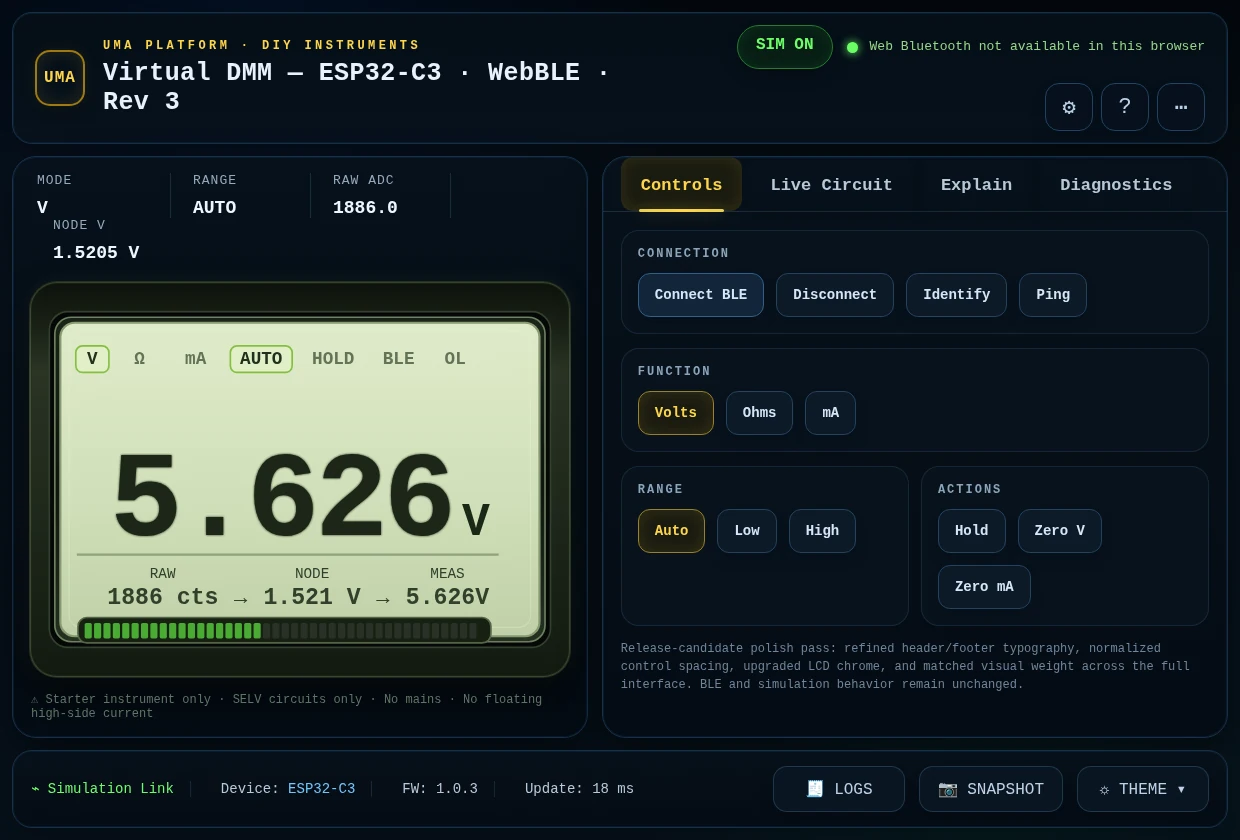 UMA
UMA PLATFORM · DIY INSTRUMENTS
Virtual DMM — ESP32-C3 · WebBLE ·
Rev 3
SIM ON
Web Bluetooth not available in this browser
⚙ ? ⋯
MODE RANGE RAW ADC
V AUTO 1886.0
NODE V
1.5205 V
V Ω mA AUTO HOLD BLE OL
5.626 V
RAW NODE MEAS
1886 cts → 1.521 V → 5.626V
⚠ Starter instrument only · SELV circuits only · No mains · No floating
high-side current
Controls Live Circuit Explain Diagnostics
CONNECTION
Connect BLE Disconnect Identify Ping
FUNCTION
Volts Ohms mA
RANGE
Auto Low High
ACTIONS
Hold Zero V
Zero mA
Release-candidate polish pass: refined header/footer typography, normalized
control spacing, upgraded LCD chrome, and matched visual weight across the full
interface. BLE and simulation behavior remain unchanged.
⌁ Simulation Link Device: ESP32-C3 FW: 1.0.3 Update: 18 ms
🧾 LOGS 📷 SNAPSHOT ☼ THEME ▾